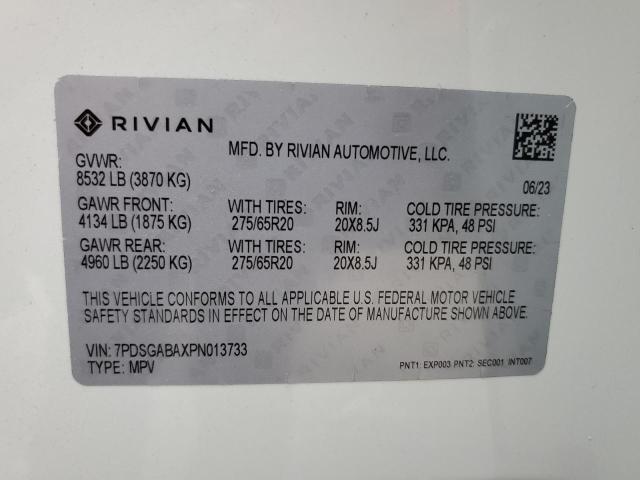 RIVIAN
MFD. BY RIVIAN AUTOMOTIVE, LLC.
GVWR:
8532 LB (3870 KG)
06/23
GAWR FRONT: WITH TIRES: RIM: COLD TIRE PRESSURE:
4134 LB (1875 KG) 275/65R20 20X8.5J 331 KPA, 48 PSI
GAWR REAR: WITH TIRES: RIM: COLD TIRE PRESSURE:
4960 LB (2250 KG) 275/65R20 20X8.5J 331 KPA, 48 PSI
THIS VEHICLE CONFORMS TO ALL APPLICABLE U.S. FEDERAL MOTOR VEHICLE
SAFETY STANDARDS IN EFFECT ON THE DATE OF MANUFACTURE SHOWN ABOVE.
VIN: 7PDSGABAXPN013733
TYPE: MPV
PNT1: EXP003 PNT2: SEC001 INT007